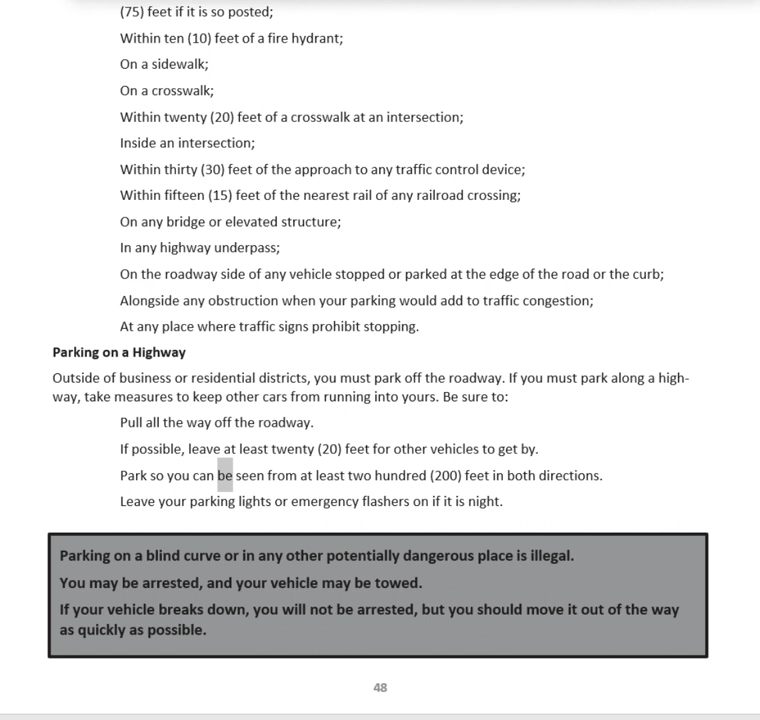 (75) feet if it is so posted;
Within ten (10) feet of a fire hydrant;
On a sidewalk;
On a crosswalk;
Within twenty (20) feet of a crosswalk at an intersection;
Inside an intersection;
Within thirty (30) feet of the approach to any traffic control device;
Within fifteen (15) feet of the nearest rail of any railroad crossing;
On any bridge or elevated structure;
In any highway underpass;
On the roadway side of any vehicle stopped or parked at the edge of the road or the curb;
Alongside any obstruction when your parking would add to traffic congestion;
At any place where traffic signs prohibit stopping.
Parking on a Highway
Outside of business or residential districts, you must park off the roadway. If you must park along a high-
way, take measures to keep other cars from running into yours. Be sure to:
Pull all the way off the roadway.
If possible, leave at least twenty (20) feet for other vehicles to get by.
Park so you can be seen from at least two hundred (200) feet in both directions.
Leave your parking lights or emergency flashers on if it is night.
Parking on a blind curve or in any other potentially dangerous place is illegal.
You may be arrested, and your vehicle may be towed.
If your vehicle breaks down, you will not be arrested, but you should move it out of the way
as quickly as possible.
48